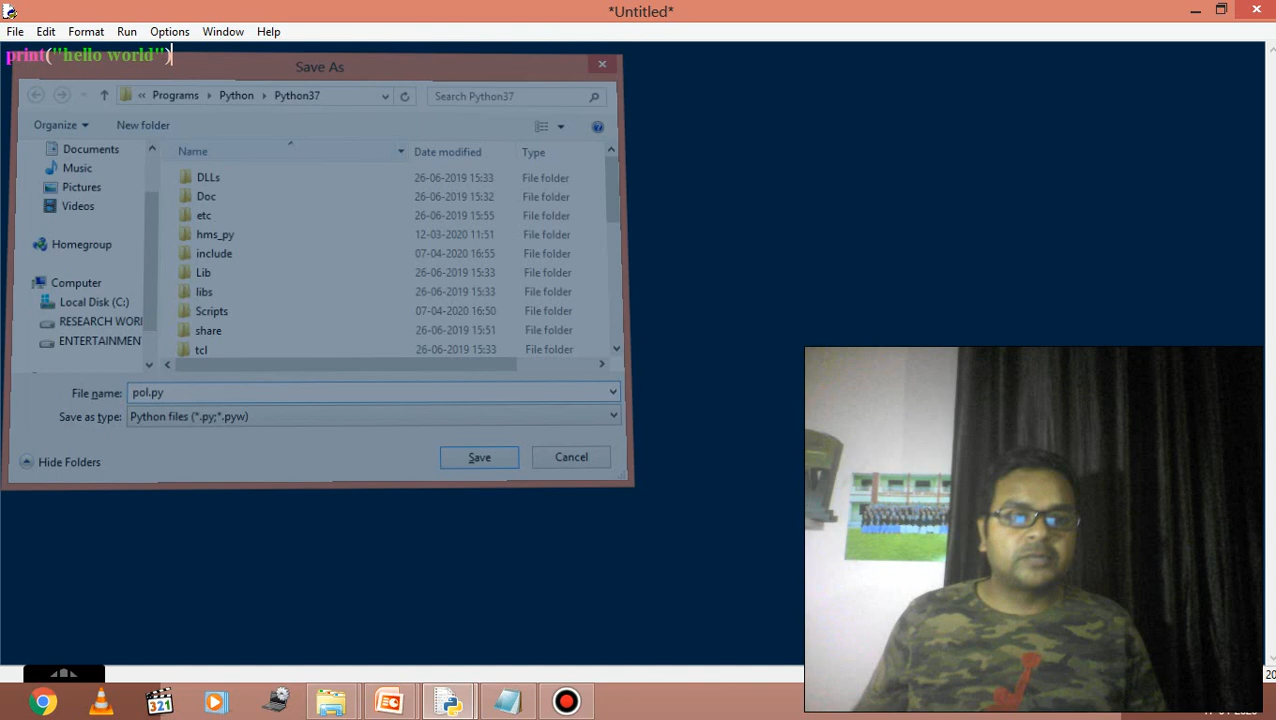 *Untitled*
File Edit Format Run Options Window Help
print("hello world")
Save As
« Programs Python Python37
Search Python37
Organize New folder
Name Date modified Type
Documents
Music
Pictures
Videos
Homegroup
Computer
Local Disk (C:)
RESEARCH WOR
ENTERTAINMEN
DLLs 26-06-2019 15:33 File folder
Doc 26-06-2019 15:32 File folder
etc 26-06-2019 15:55 File folder
hms_py 12-03-2020 11:51 File folder
include 07-04-2020 16:55 File folder
Lib 26-06-2019 15:33 File folder
libs 26-06-2019 15:33 File folder
Scripts 07-04-2020 16:50 File folder
share 26-06-2019 15:51 File folder
tcl 26-06-2019 15:33 File folder
File name: pol.py
Save as type: Python files (*.py;*.pyw)
Hide Folders
Save Cancel
20
321